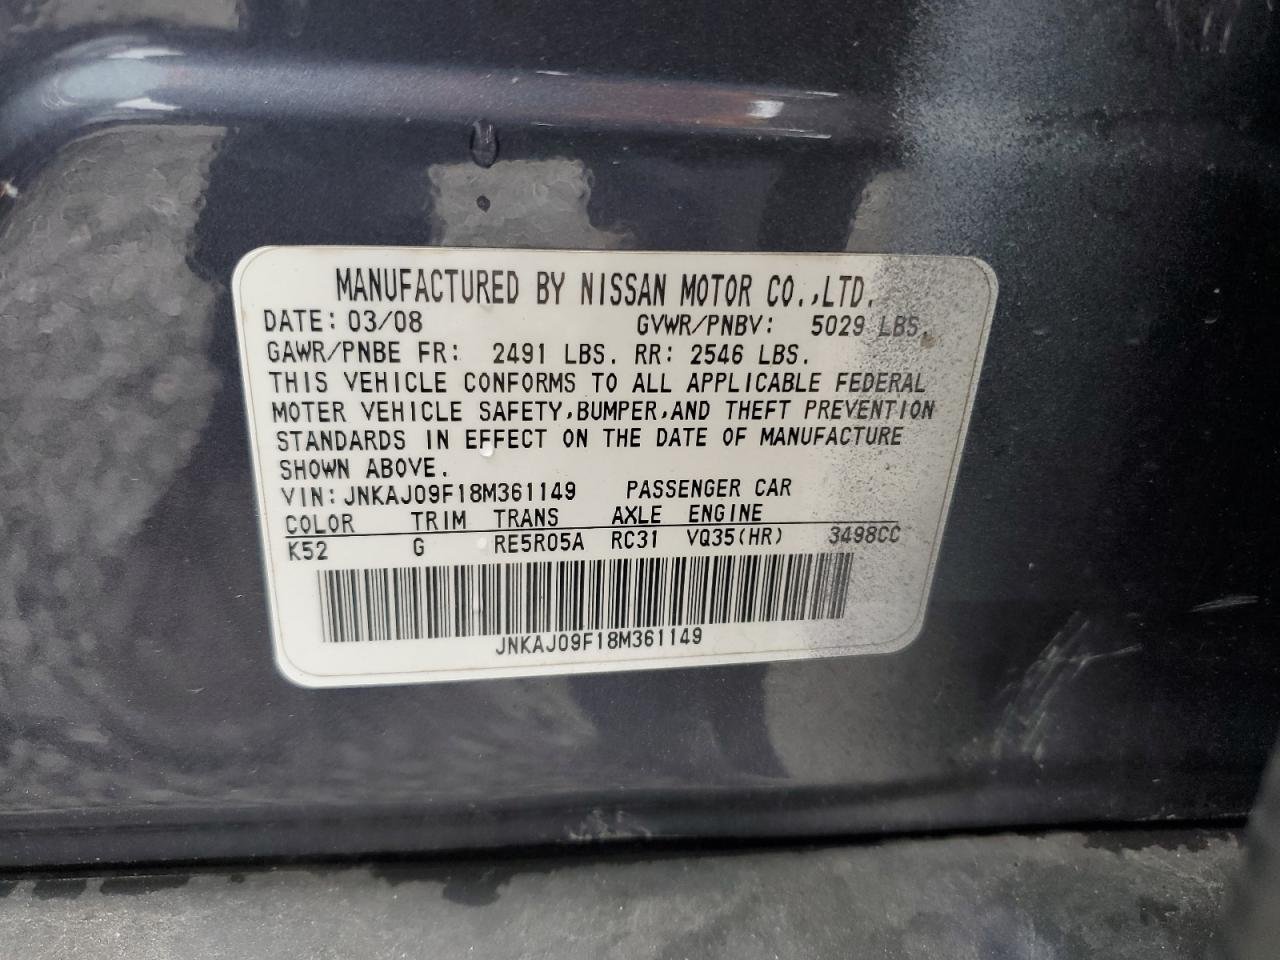 MANUFACTURED BY NISSAN MOTOR CO.,LTD.
DATE: 03/08 GVWR/PNBV: 5029 LBS.
GAWR/PNBE FR: 2491 LBS. RR: 2546 LBS.
THIS VEHICLE CONFORMS TO ALL APPLICABLE FEDERAL
MOTER VEHICLE SAFETY,BUMPER,AND THEFT PREVENTION
STANDARDS IN EFFECT ON THE DATE OF MANUFACTURE
SHOWN ABOVE.
VIN: JNKAJ09F18M361149 PASSENGER CAR
COLOR TRIM TRANS AXLE ENGINE
K52 G RE5R05A RC31 VQ35(HR) 3498CC
JNKAJ09F18M361149